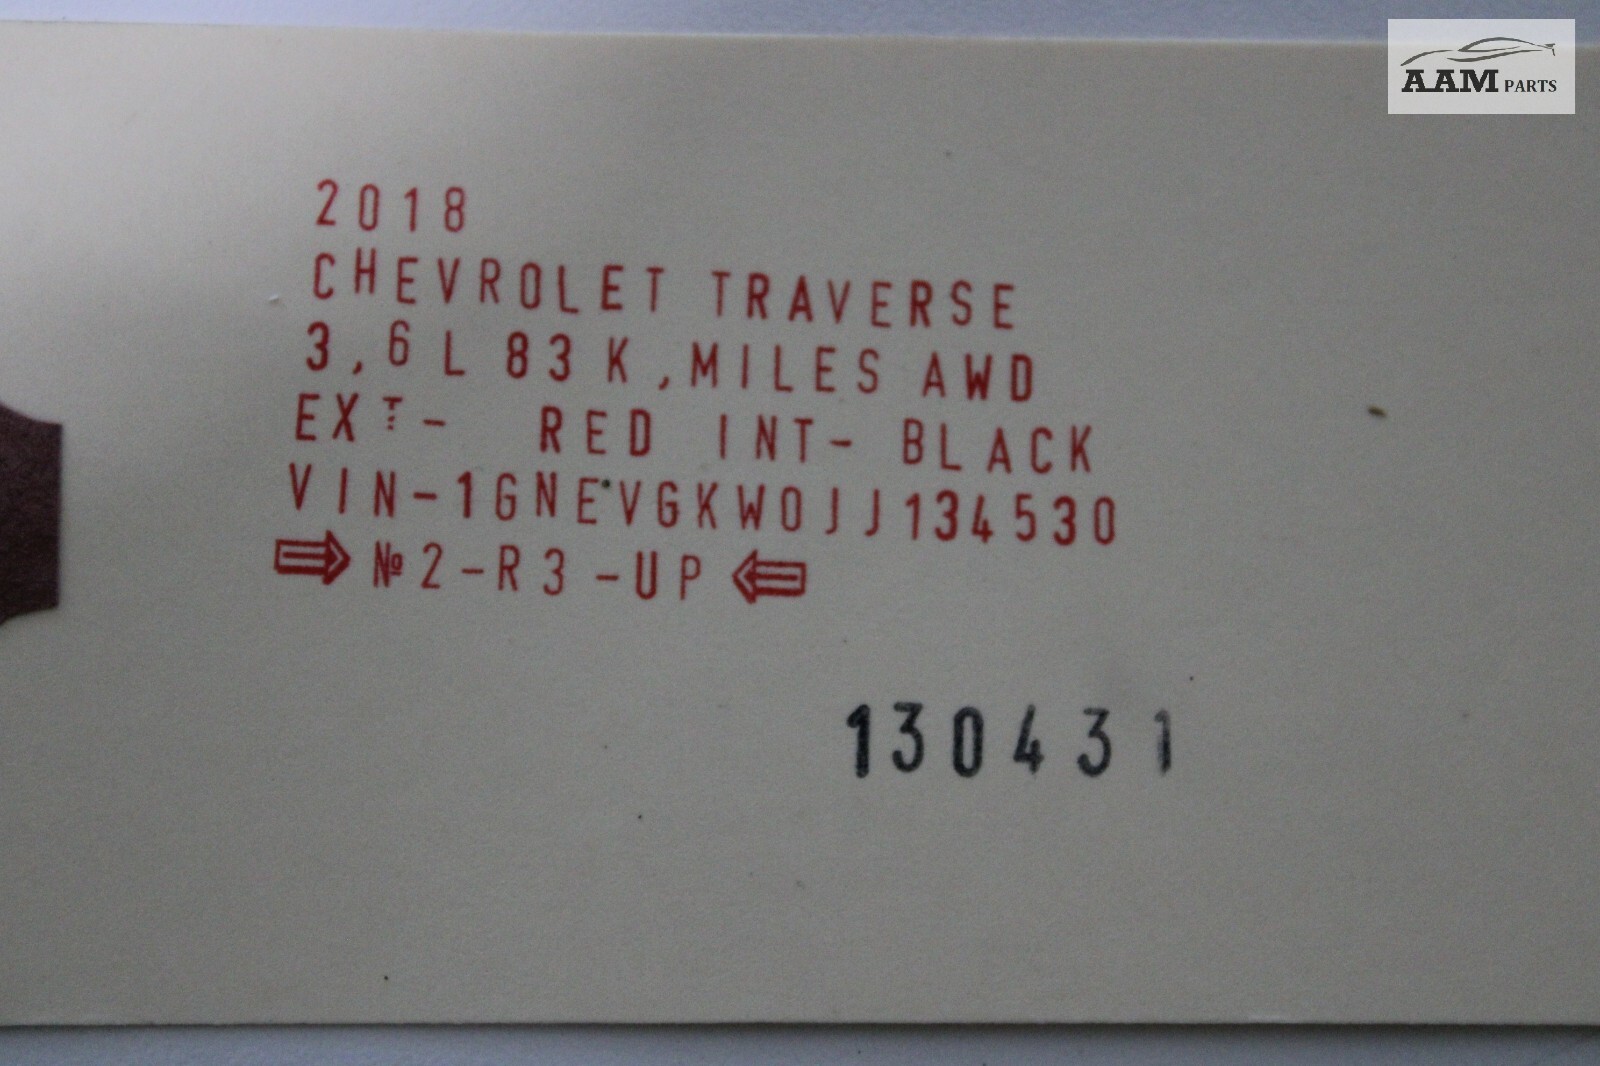 AAM PARTS
2018
CHEVROLET TRAVERSE
3,6L 83K,MILES AWD
EXT- RED INT- BLACK
VIN-1GNEVGKW0JJ134530
⇒ №2-R3-UP ⇐
130431